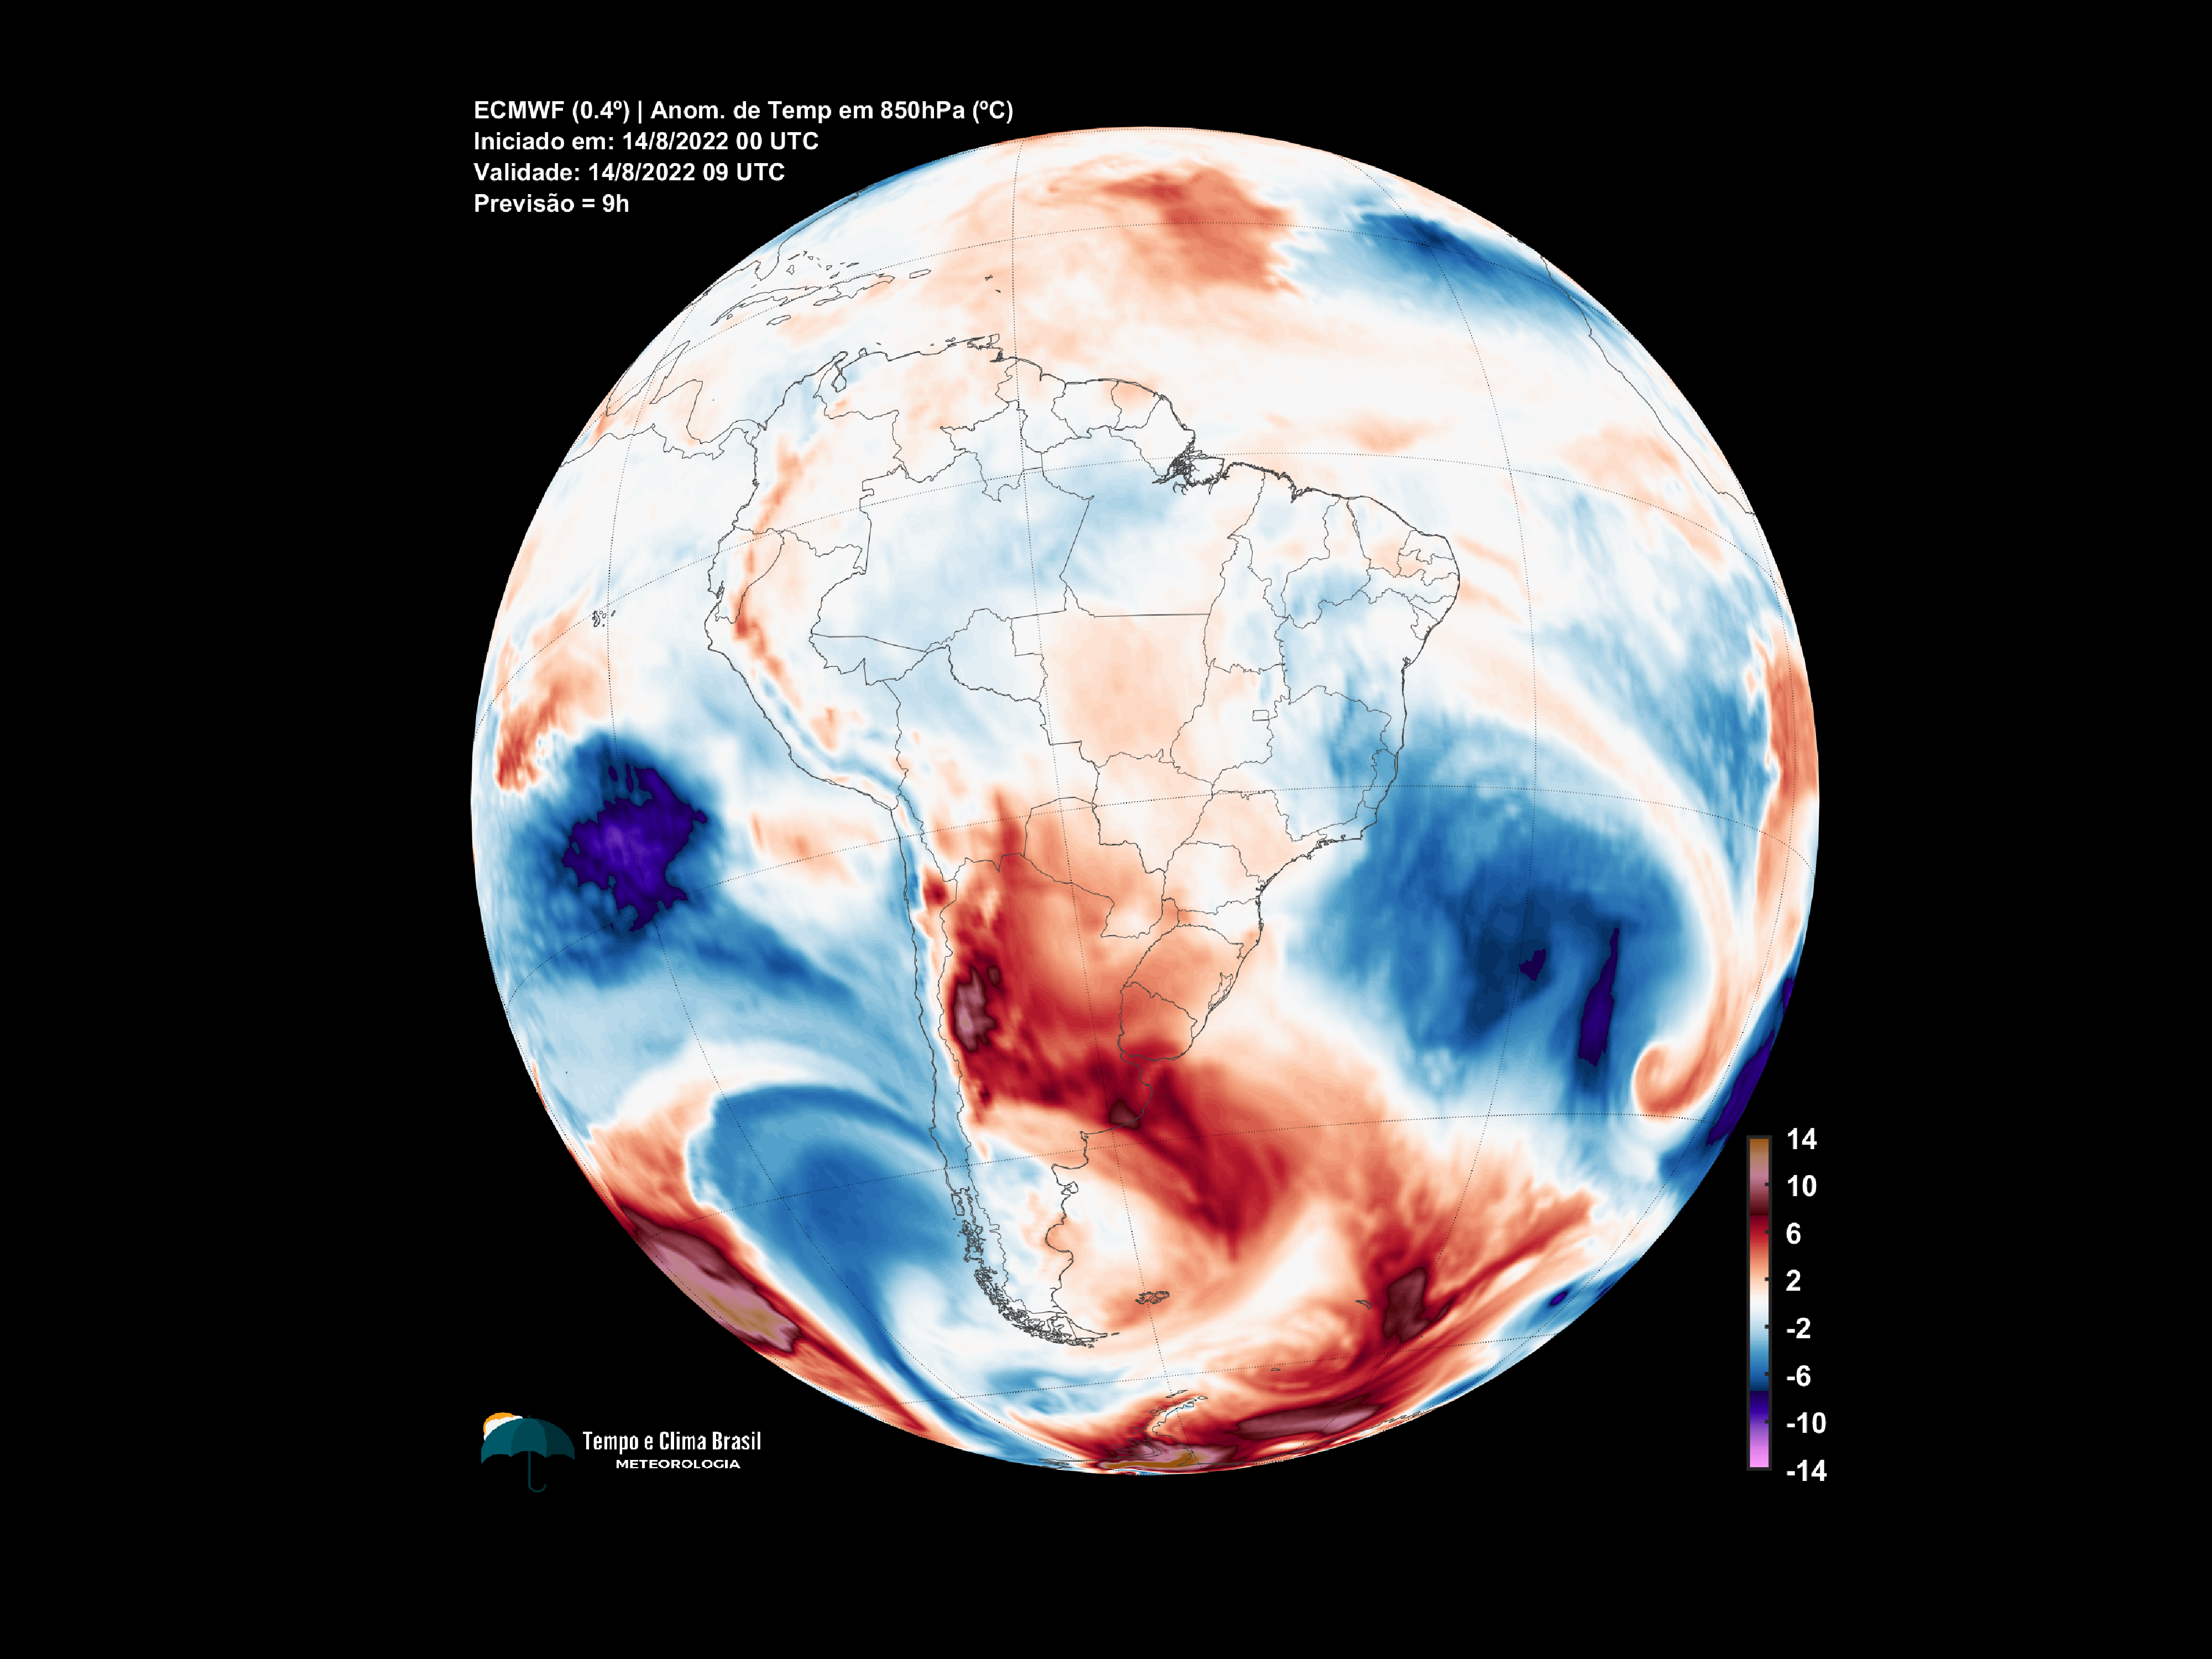 ECMWF (0.4º) | Anom. de Temp em 850hPa (ºC)
Iniciado em: 14/8/2022 00 UTC
Validade: 14/8/2022 09 UTC
Previsão = 9h
14
10
6
2
-2
-6
-10
-14
Tempo e Clima Brasil
METEOROLOGIA